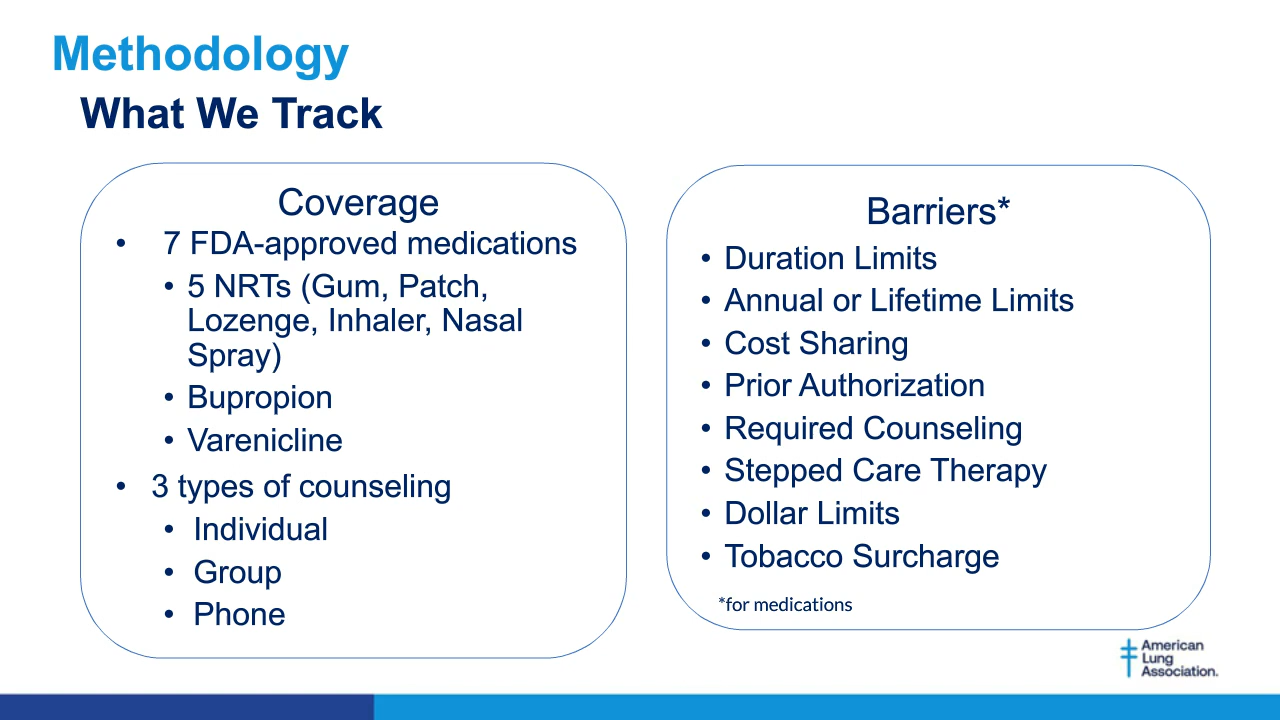 Methodology
What We Track
Coverage
• 7 FDA-approved medications
• 5 NRTs (Gum, Patch,
Lozenge, Inhaler, Nasal
Spray)
• Bupropion
• Varenicline
• 3 types of counseling
• Individual
• Group
• Phone
Barriers*
• Duration Limits
• Annual or Lifetime Limits
• Cost Sharing
• Prior Authorization
• Required Counseling
• Stepped Care Therapy
• Dollar Limits
• Tobacco Surcharge
*for medications
American
Lung
Association.